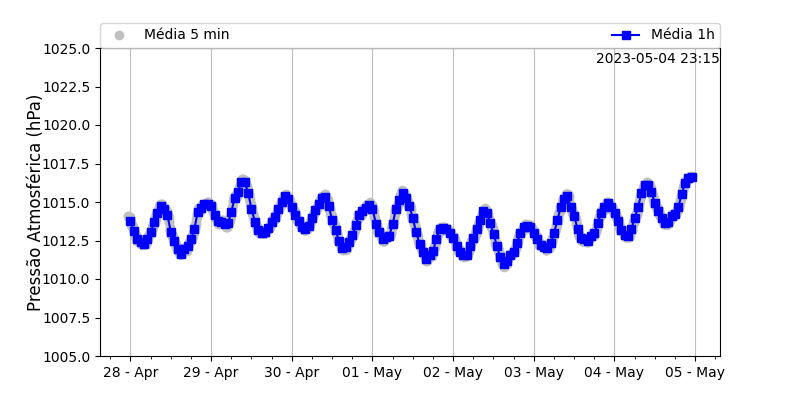 Média 5 min
Média 1h
2023-05-04 23:15
Pressão Atmosférica (hPa)
1025.0
1022.5
1020.0
1017.5
1015.0
1012.5
1010.0
1007.5
1005.0
28 - Apr
29 - Apr
30 - Apr
01 - May
02 - May
03 - May
04 - May
05 - May